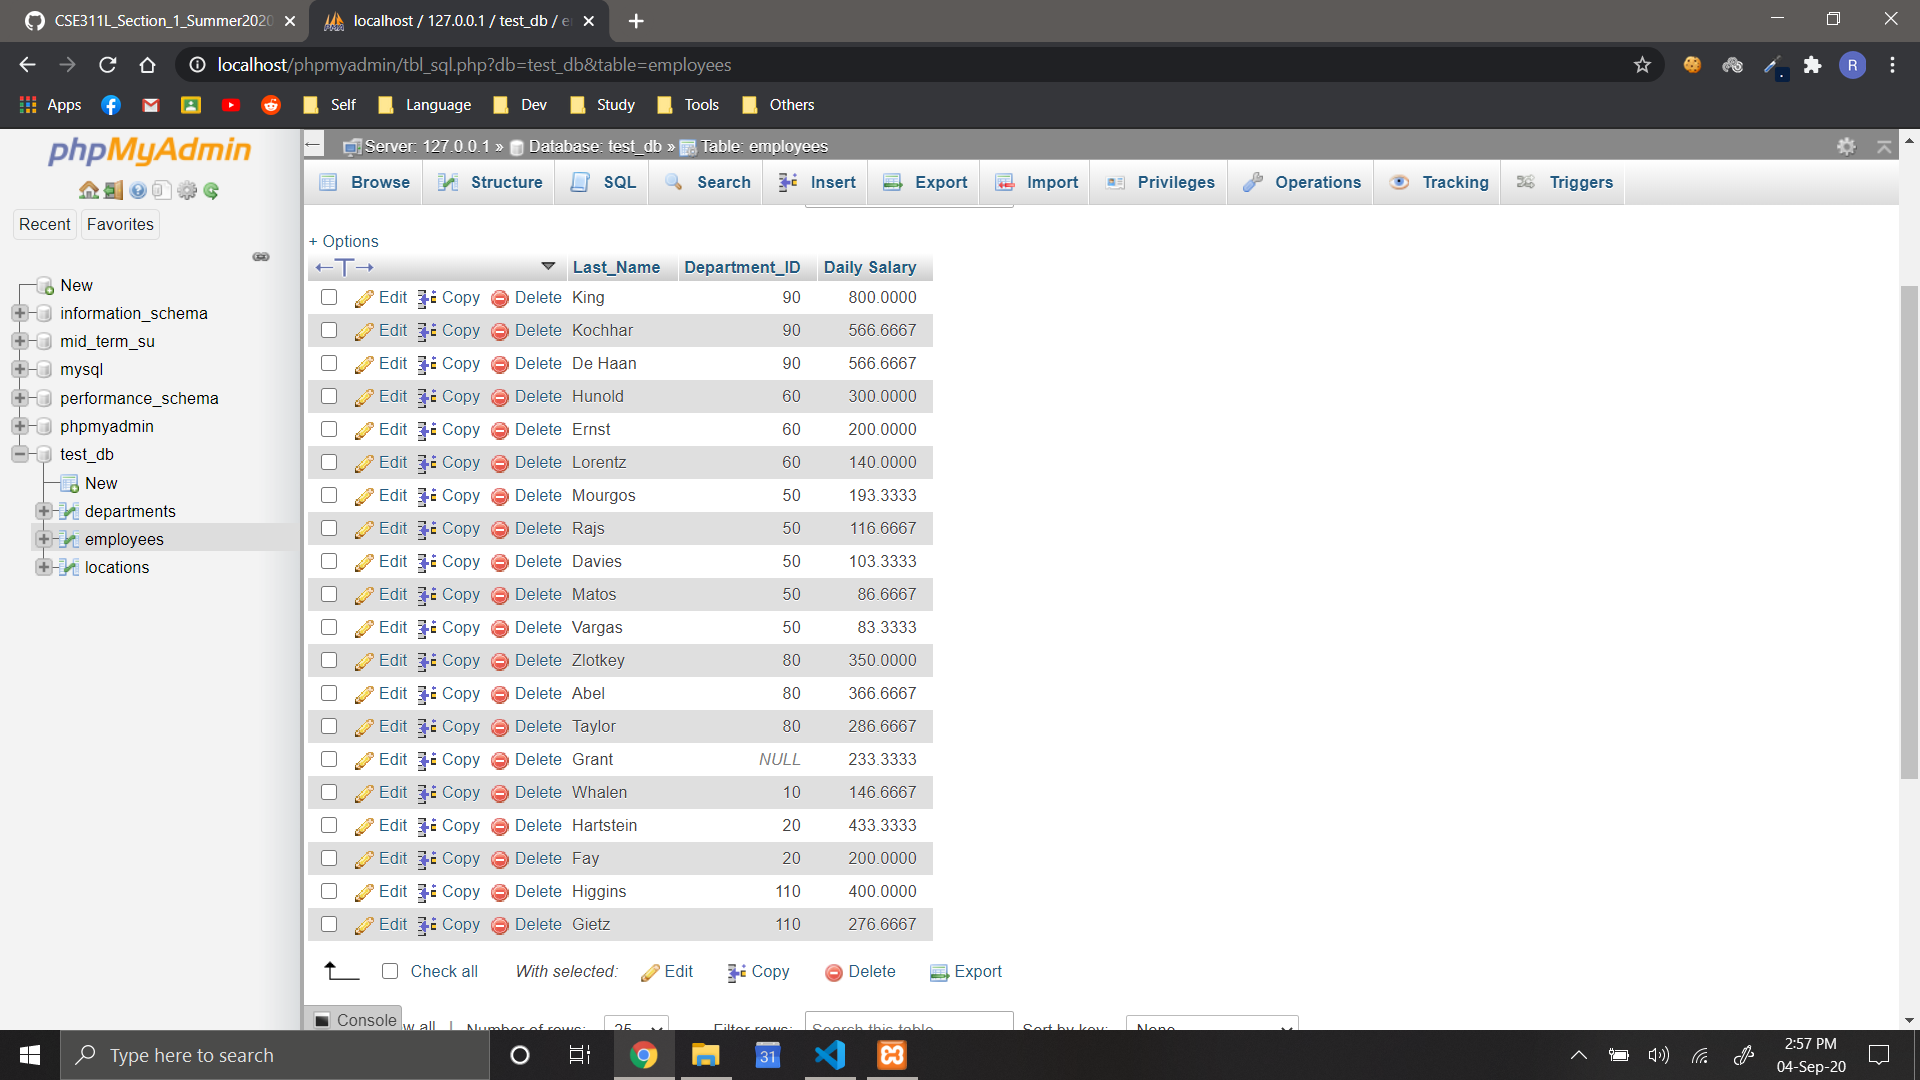 CSE311L_Section_1_Summer2020
localhost / 127.0.0.1 / test_db / e
localhost/phpmyadmin/tbl_sql.php?db=test_db&table=employees
R
Apps
Self
Language
Dev
Study
Tools
Others
phpMyAdmin
Recent
Favorites
New
information_schema
mid_term_su
mysql
performance_schema
phpmyadmin
test_db
New
departments
employees
locations
Server: 127.0.0.1 » Database: test_db » Table: employees
Browse Structure SQL Search Insert Export Import Privileges Operations Tracking Triggers
+ Options
←T→ Last_Name Department_ID Daily Salary
Edit Copy Delete King 90 800.0000
Edit Copy Delete Kochhar 90 566.6667
Edit Copy Delete De Haan 90 566.6667
Edit Copy Delete Hunold 60 300.0000
Edit Copy Delete Ernst 60 200.0000
Edit Copy Delete Lorentz 60 140.0000
Edit Copy Delete Mourgos 50 193.3333
Edit Copy Delete Rajs 50 116.6667
Edit Copy Delete Davies 50 103.3333
Edit Copy Delete Matos 50 86.6667
Edit Copy Delete Vargas 50 83.3333
Edit Copy Delete Zlotkey 80 350.0000
Edit Copy Delete Abel 80 366.6667
Edit Copy Delete Taylor 80 286.6667
Edit Copy Delete Grant NULL 233.3333
Edit Copy Delete Whalen 10 146.6667
Edit Copy Delete Hartstein 20 433.3333
Edit Copy Delete Fay 20 200.0000
Edit Copy Delete Higgins 110 400.0000
Edit Copy Delete Gietz 110 276.6667
Check all With selected: Edit Copy Delete Export
Console w all | Number of rows: 25 Filter rows: Search this table Sort by key: None
Type here to search
31
2:57 PM
04-Sep-20